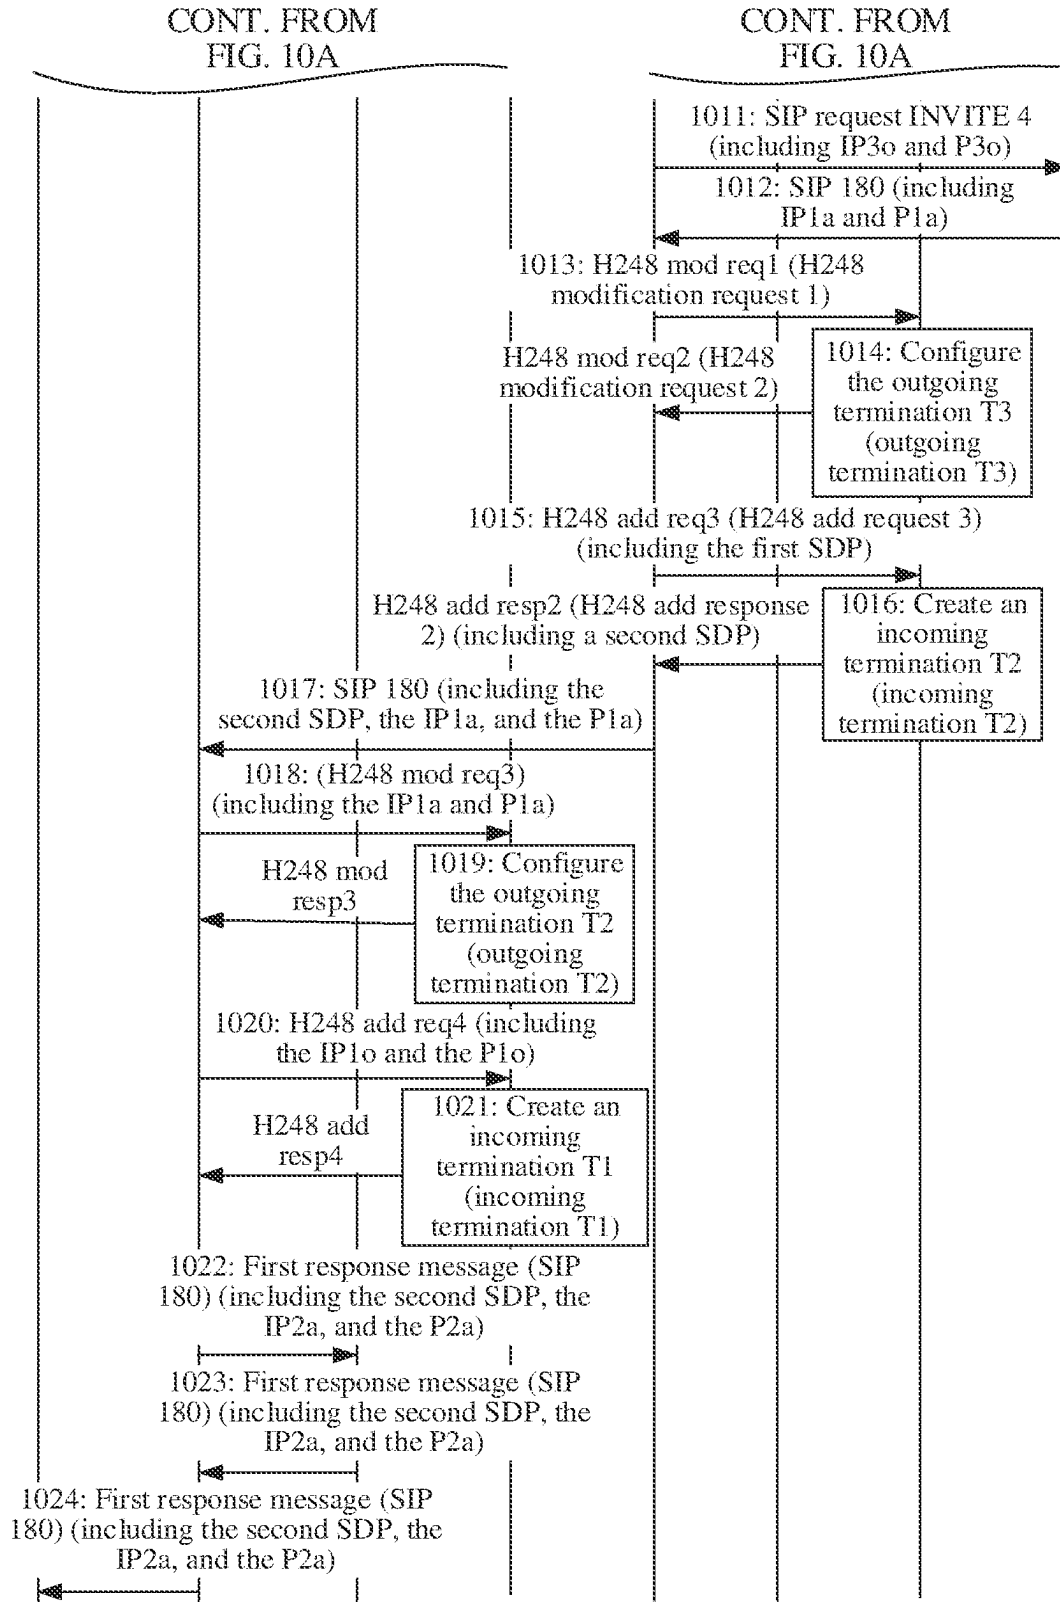 CONT. FROM
FIG. 10A
CONT. FROM
FIG. 10A
1011: SIP request INVITE 4
(including IP3o and P3o)
1012: SIP 180 (including
IP1a and P1a)
1013: H248 mod req1 (H248
modification request 1)
H248 mod req2 (H248
modification request 2)
1014: Configure
the outgoing
termination T3
(outgoing
termination T3)
1015: H248 add req3 (H248 add request 3)
(including the first SDP)
H248 add resp2 (H248 add response
2) (including a second SDP)
1016: Create an
incoming
termination T2
(incoming
termination T2)
1017: SIP 180 (including the
second SDP, the IP1a, and the P1a)
1018: (H248 mod req3)
(including the IP1a and P1a)
H248 mod
resp3
1019: Configure
the outgoing
termination T2
(outgoing
termination T2)
1020: H248 add req4 (including
the IP1o and the P1o)
H248 add
resp4
1021: Create an
incoming
termination T1
(incoming
termination T1)
1022: First response message (SIP
180) (including the second SDP, the
IP2a, and the P2a)
1023: First response message (SIP
180) (including the second SDP, the
IP2a, and the P2a)
1024: First response message (SIP
180) (including the second SDP, the
IP2a, and the P2a)